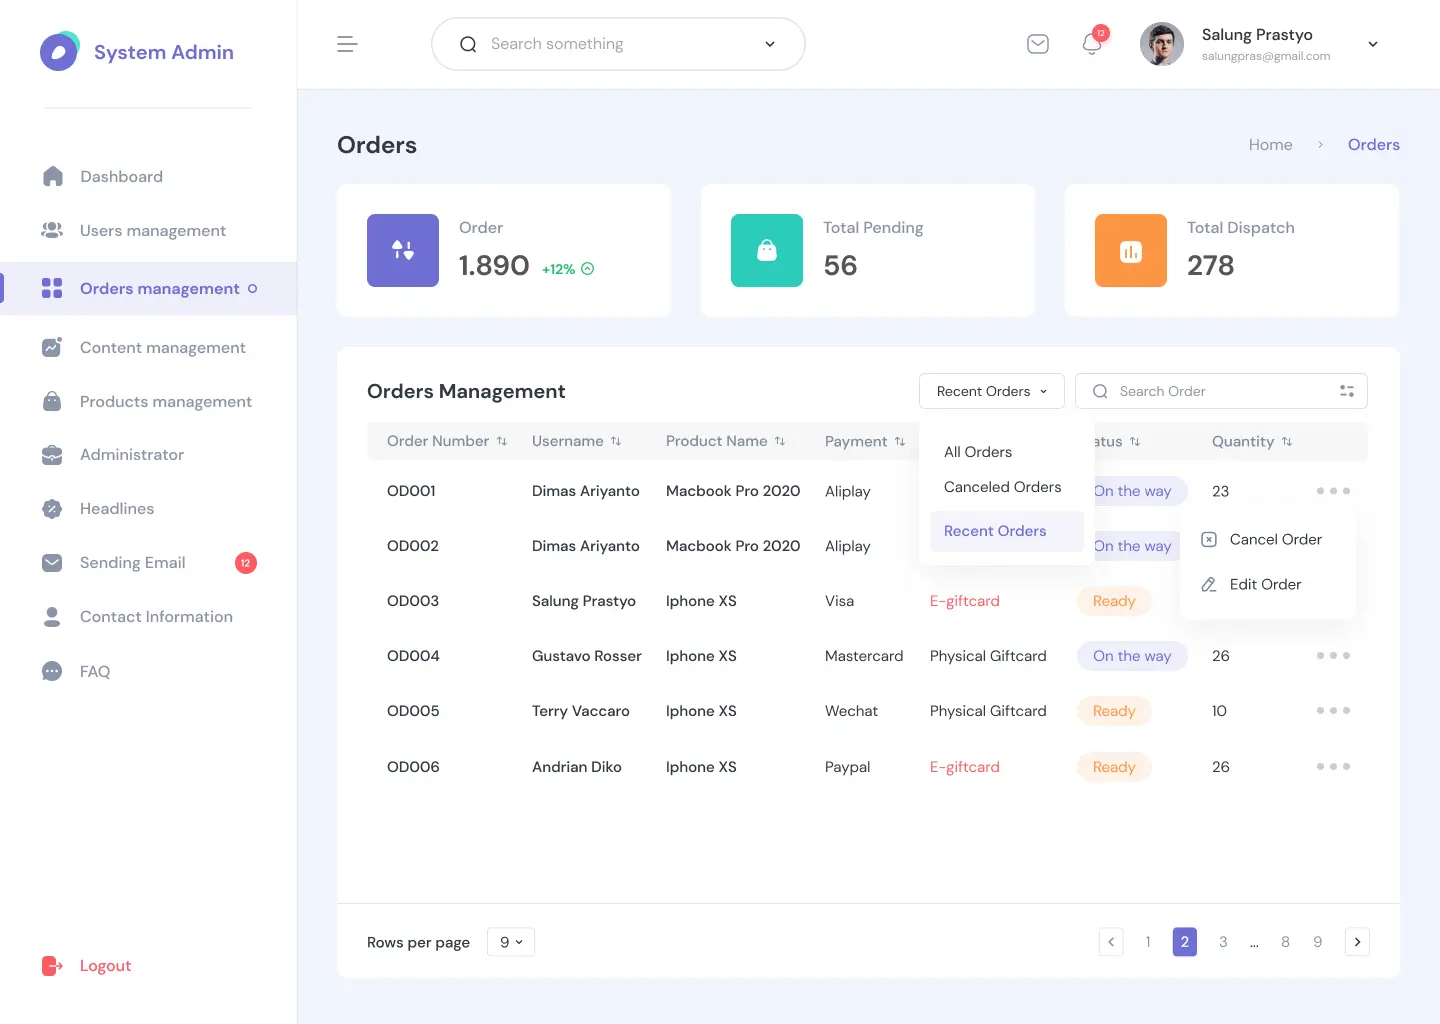 System Admin
Search something
12
Salung Prastyo
salungpras@gmail.com
Dashboard
Users management
Orders management
Content management
Products management
Administrator
Headlines
Sending Email 12
Contact Information
FAQ
Logout
Orders
Home > Orders
Order
1.890 +12%
Total Pending
56
Total Dispatch
278
Orders Management
Recent Orders
Search Order
Order Number Username Product Name Payment atus Quantity
All Orders
Canceled Orders
Recent Orders
OD001 Dimas Ariyanto Macbook Pro 2020 Aliplay On the way 23
OD002 Dimas Ariyanto Macbook Pro 2020 Aliplay On the way
Cancel Order
Edit Order
OD003 Salung Prastyo Iphone XS Visa E-giftcard Ready
OD004 Gustavo Rosser Iphone XS Mastercard Physical Giftcard On the way 26
OD005 Terry Vaccaro Iphone XS Wechat Physical Giftcard Ready 10
OD006 Andrian Diko Iphone XS Paypal E-giftcard Ready 26
Rows per page 9
1 2 3 ... 8 9